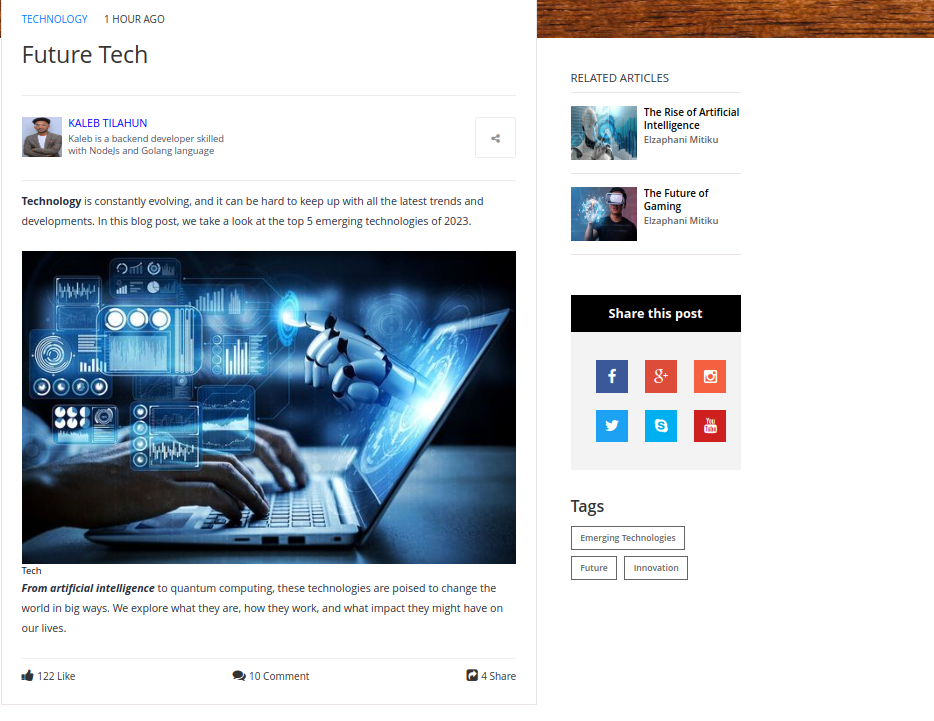 TECHNOLOGY 1 HOUR AGO
Future Tech
KALEB TILAHUN
Kaleb is a backend developer skilled
with NodeJs and Golang language
Technology is constantly evolving, and it can be hard to keep up with all the latest trends and
developments. In this blog post, we take a look at the top 5 emerging technologies of 2023.
Tech
From artificial intelligence to quantum computing, these technologies are poised to change the
world in big ways. We explore what they are, how they work, and what impact they might have on
our lives.
122 Like
10 Comment
4 Share
RELATED ARTICLES
The Rise of Artificial
Intelligence
Elzaphani Mitiku
The Future of
Gaming
Elzaphani Mitiku
Share this post
f
g+
You
Tube
Tags
Emerging Technologies
Future
Innovation